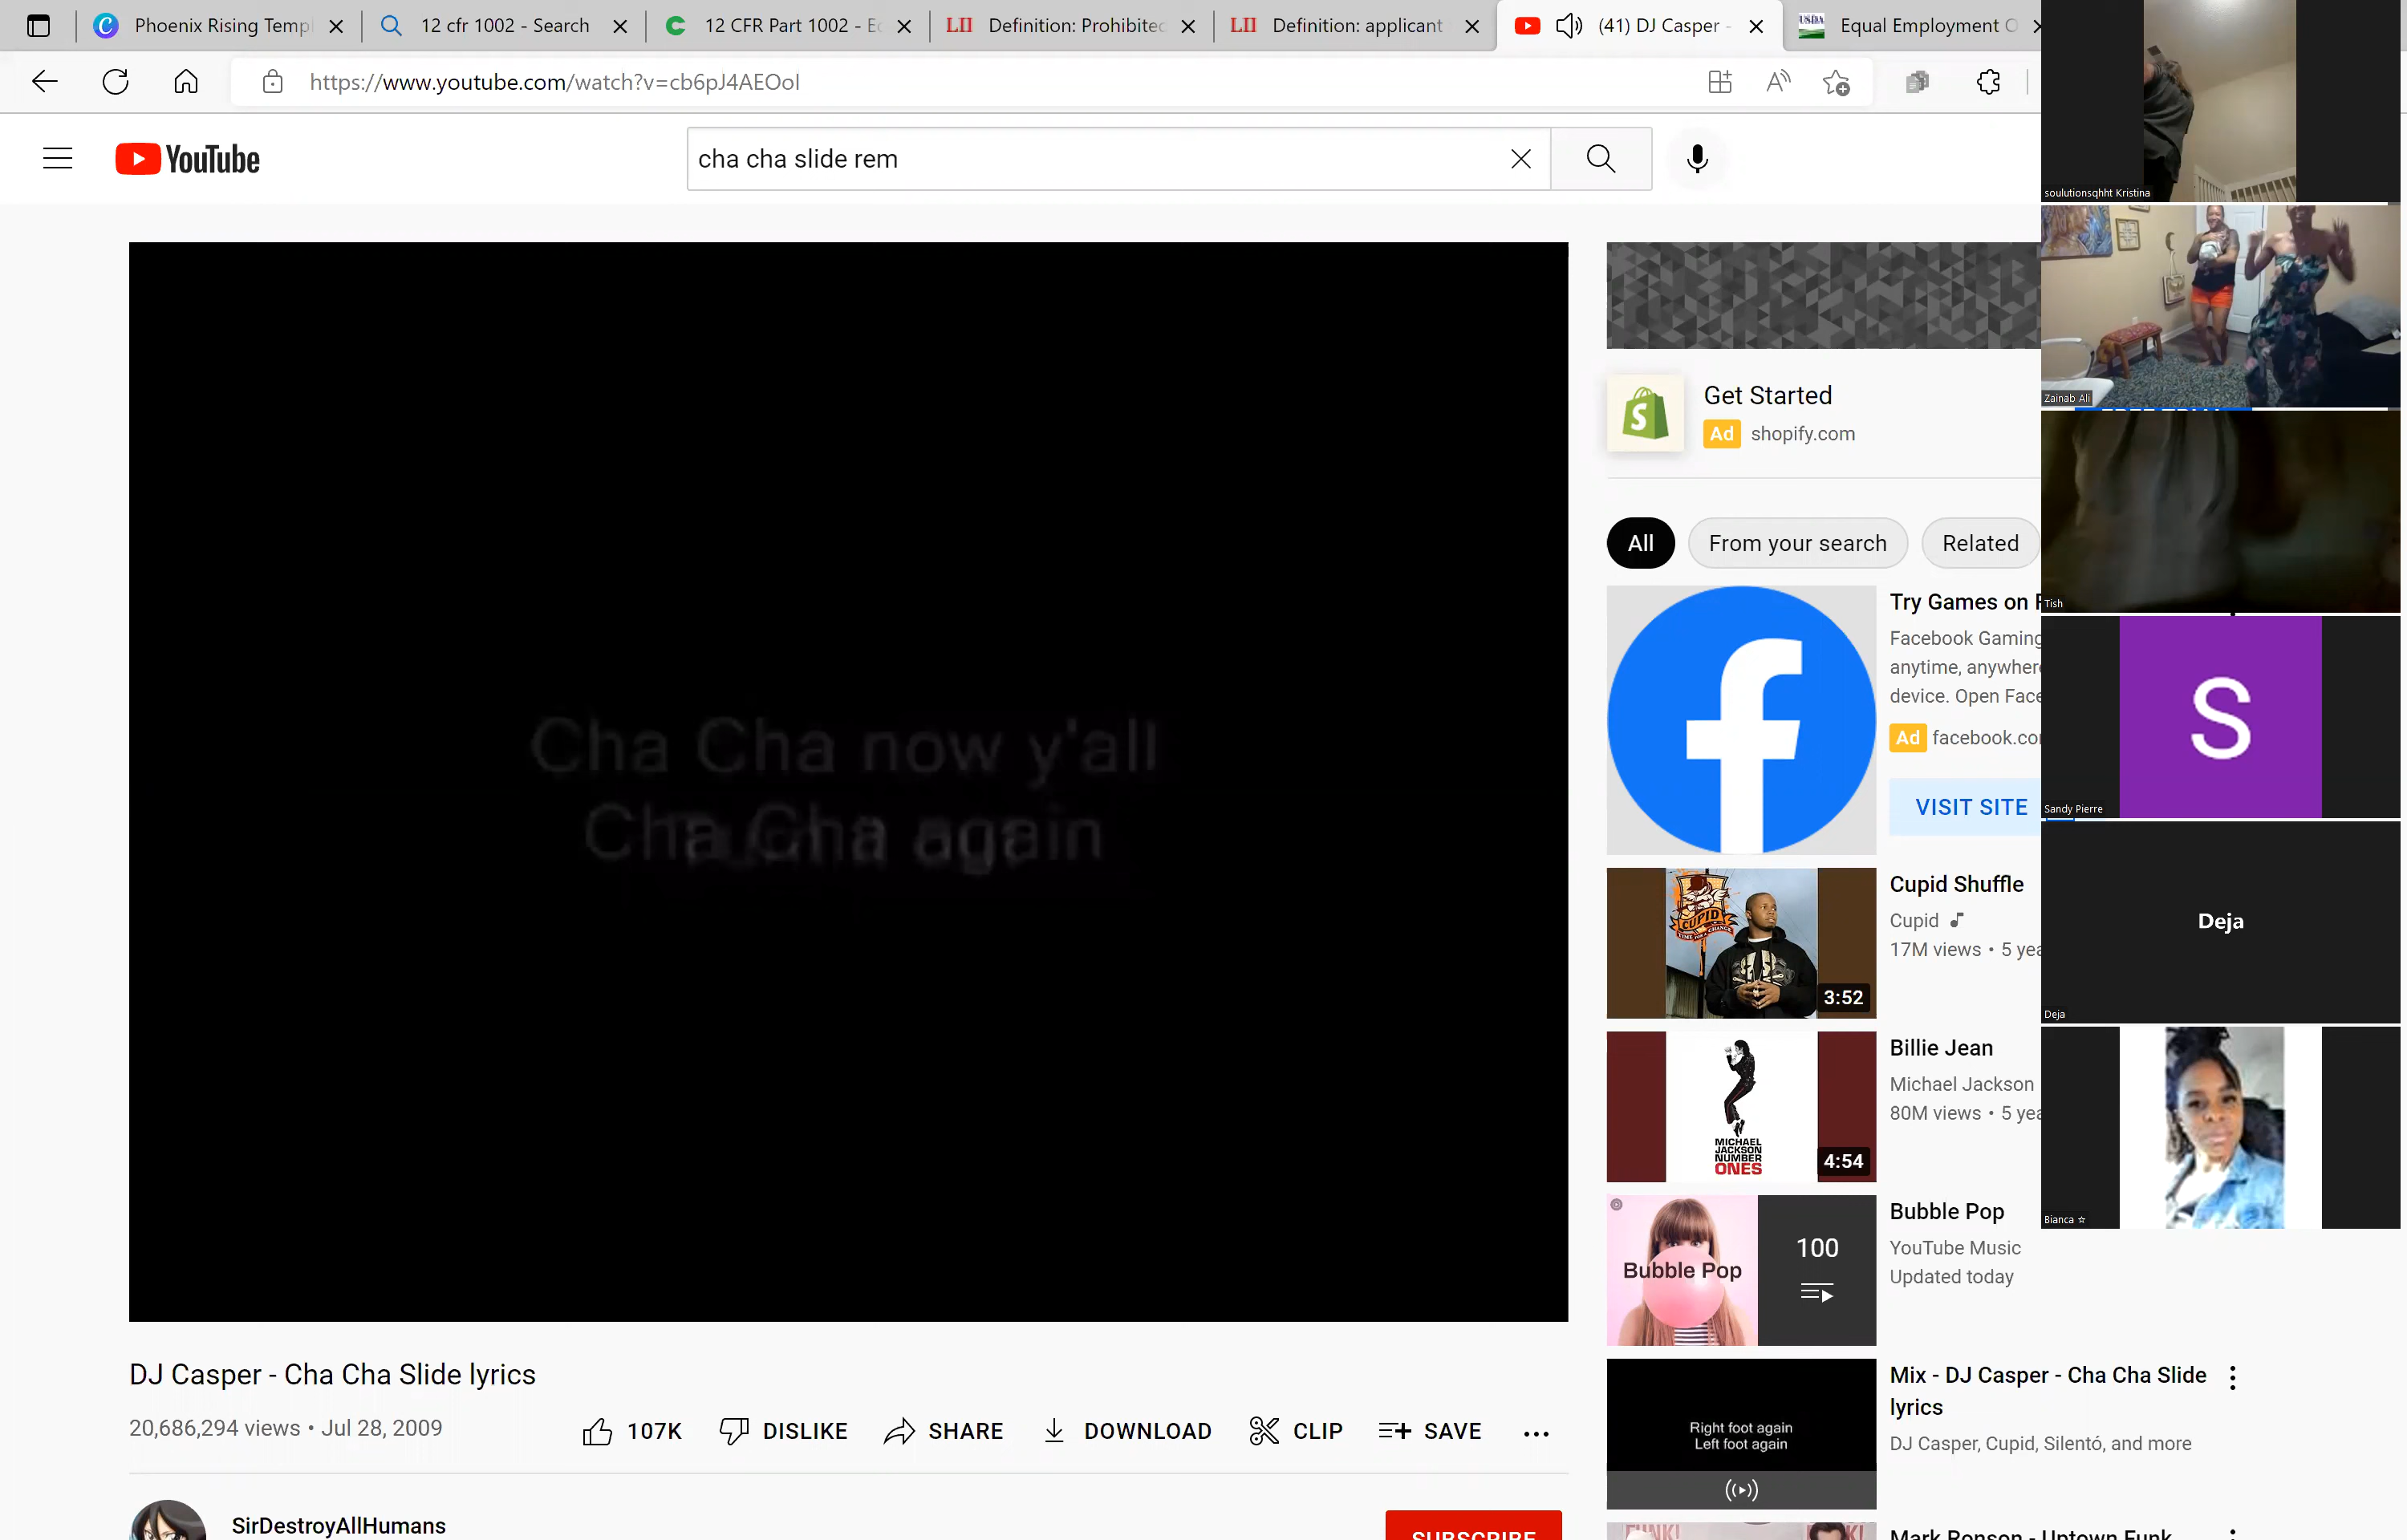 Phoenix Rising Templ
12 cfr 1002 - Search
12 CFR Part 1002 - Ec
LII Definition: Prohibited
LII Definition: applicant
(41) DJ Casper -
USDA Equal Employment O
https://www.youtube.com/watch?v=cb6pJ4AEOoI
YouTube
cha cha slide rem
soulutionsqhht Kristina
Zainab Ali
Tish
S
Sandy Pierre
Deja
Deja
Bianca ☆
Cha Cha now y'all
Cha Cha again
Get Started
Ad shopify.com
All From your search Related
Try Games on F
Facebook Gaming
anytime, anywhere
device. Open Face
Ad facebook.co
VISIT SITE
CUPID
TIME FOR A CHANGE
3:52
Cupid Shuffle
Cupid
17M views • 5 yea
MICHAEL
JACKSON
NUMBER
ONES
4:54
Billie Jean
Michael Jackson
80M views • 5 yea
Bubble Pop
100
Bubble Pop
YouTube Music
Updated today
Right foot again
Left foot again
Mix - DJ Casper - Cha Cha Slide
lyrics
DJ Casper, Cupid, Silentó, and more
Mark Ronson - Uptown Funk
DJ Casper - Cha Cha Slide lyrics
20,686,294 views • Jul 28, 2009
107K DISLIKE SHARE DOWNLOAD CLIP SAVE
SirDestroyAllHumans
SUBSCRIBE